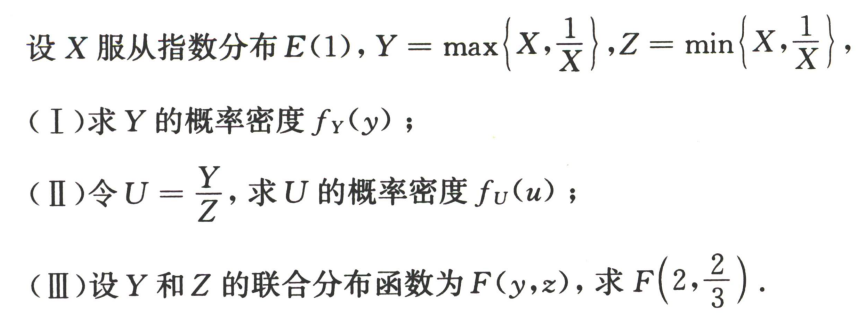 设 X 服从指数分布 E(1), Y = max{X, 1/X}, Z = min{X, 1/X},
(Ⅰ)求 Y 的概率密度 f_Y(y);
(Ⅱ)令 U = Y/Z, 求 U 的概率密度 f_U(u);
(Ⅲ)设 Y 和 Z 的联合分布函数为 F(y,z), 求 F(2, 2/3).